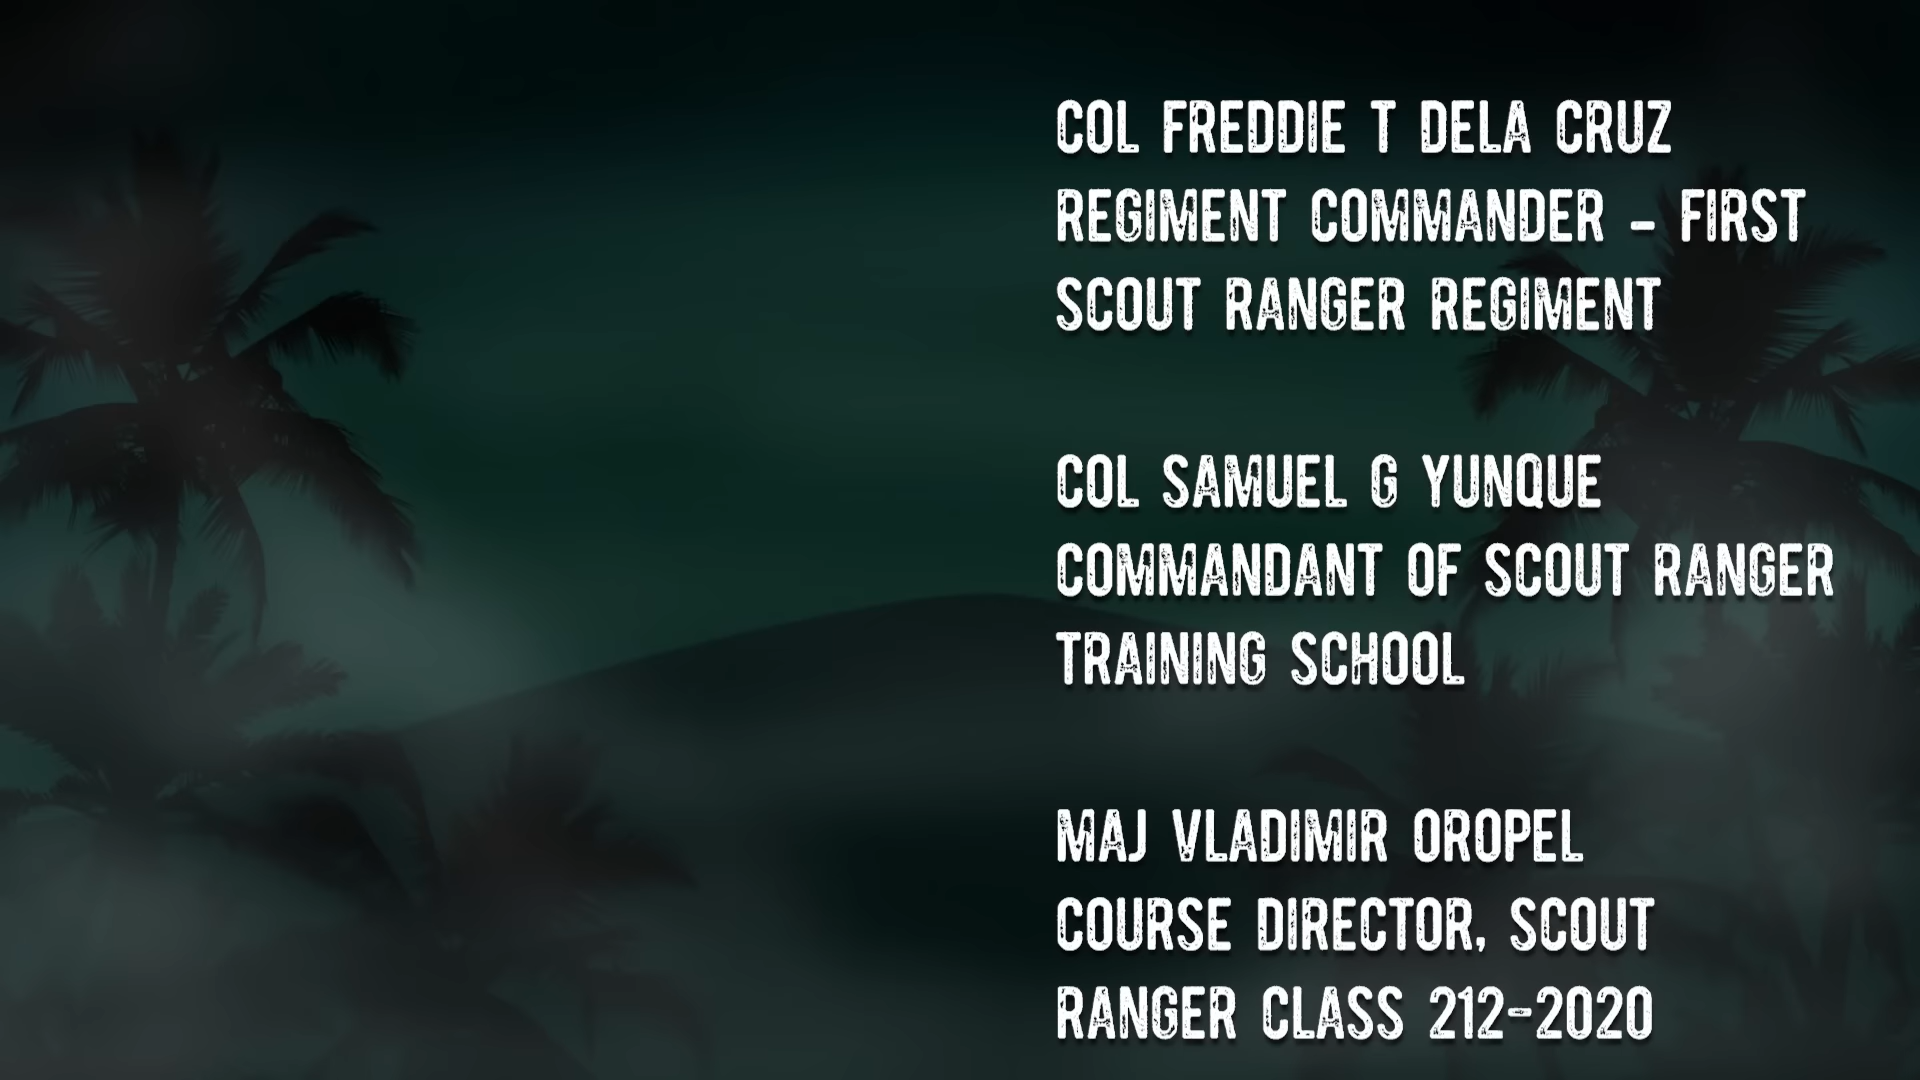 COL FREDDIE T DELA CRUZ
REGIMENT COMMANDER - FIRST
SCOUT RANGER REGIMENT
COL SAMUEL G YUNQUE
COMMANDANT OF SCOUT RANGER
TRAINING SCHOOL
MAJ VLADIMIR OROPEL
COURSE DIRECTOR, SCOUT
RANGER CLASS 212-2020